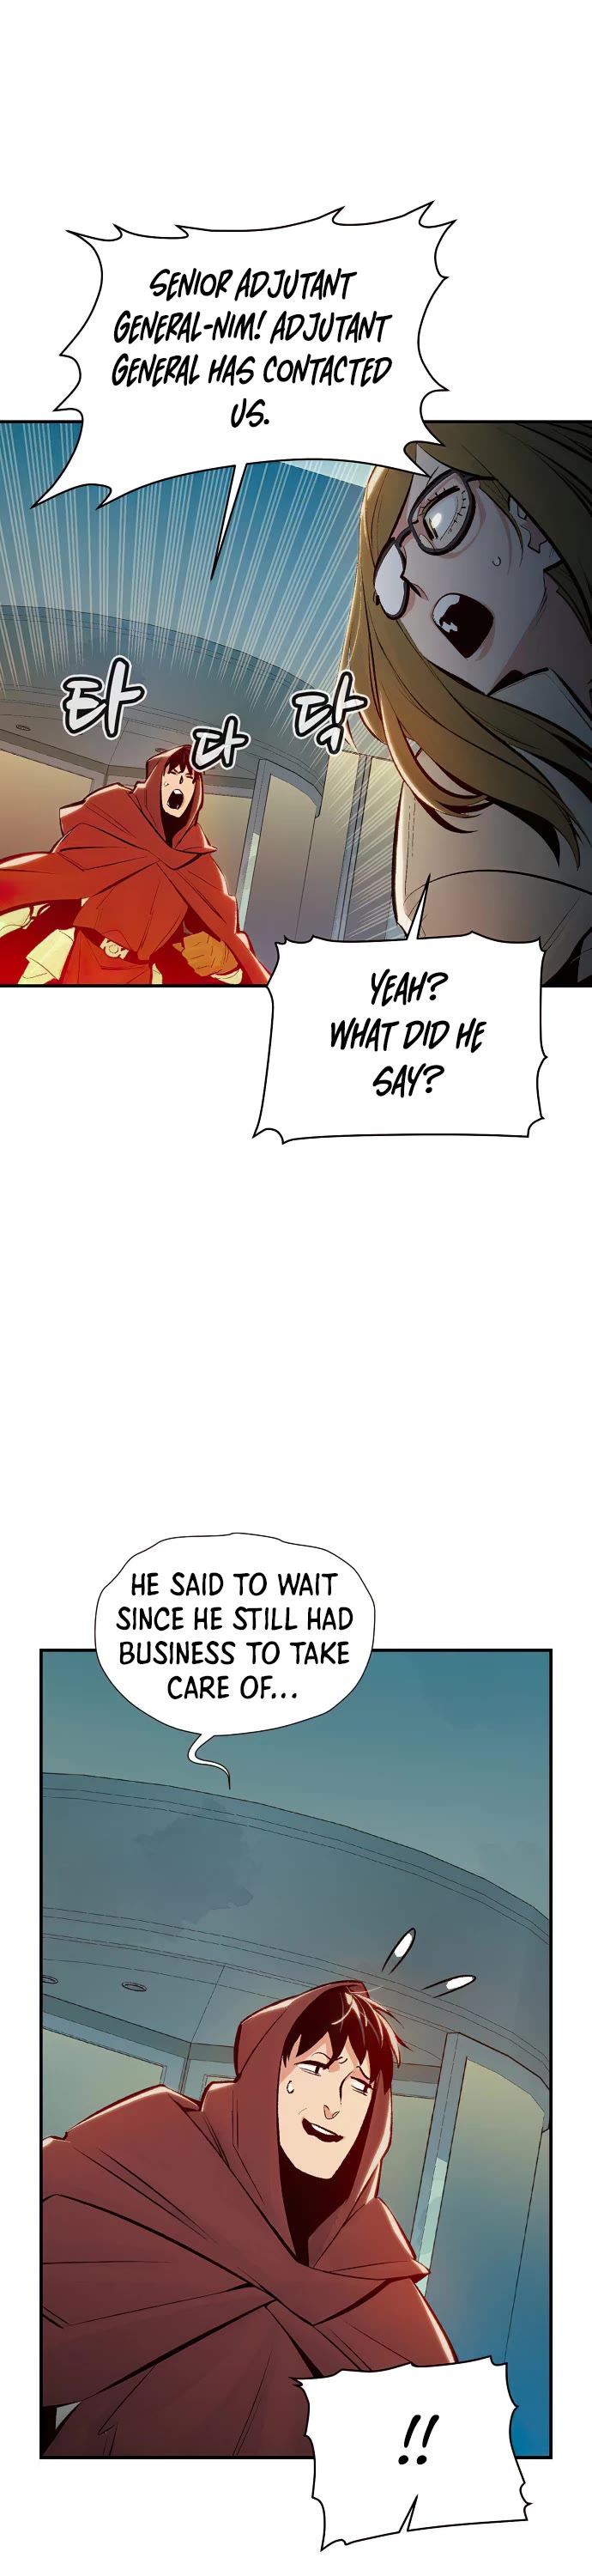 SENIOR ADJUTANT
GENERAL-NIM! ADJUTANT
GENERAL HAS CONTACTED
US.
타 다 닥
YEAH?
WHAT DID HE
SAY?
HE SAID TO WAIT
SINCE HE STILL HAD
BUSINESS TO TAKE
CARE OF...
!!